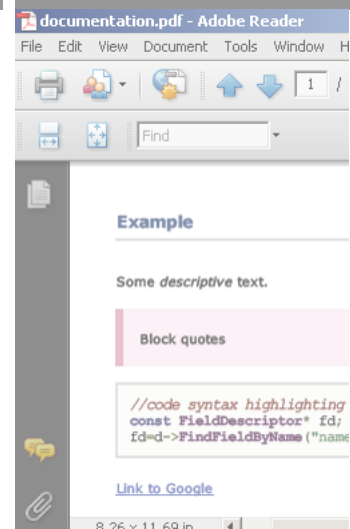 documentation.pdf - Adobe Reader
File Edit View Document Tools Window H
1 /
Find
Example
Some descriptive text.
Block quotes
//code syntax highlighting
const FieldDescriptor* fd;
fd=d->FindFieldByName("name
Link to Google
8,26 x 11,69 in